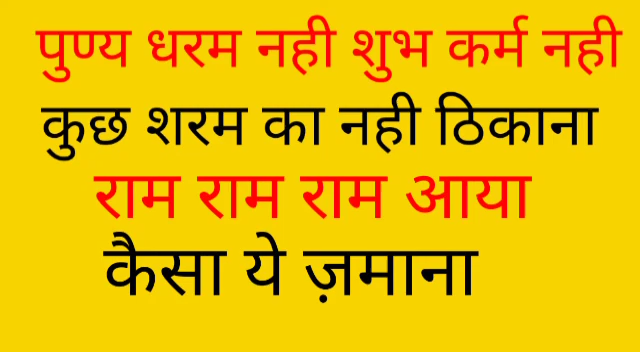 पुण्य धरम नही शुभ कर्म नही
कुछ शरम का नही ठिकाना
राम राम राम आया
कैसा ये ज़माना